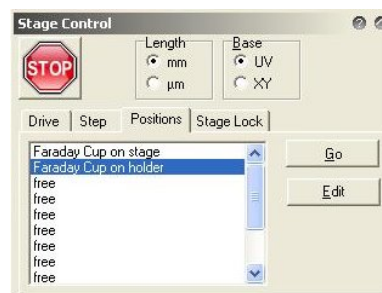 Stage Control
STOP
Length
mm
µm
Base
UV
XY
Drive
Step
Positions
Stage Lock
Faraday Cup on stage
Faraday Cup on holder
free
free
free
free
free
free
free
Go
Edit